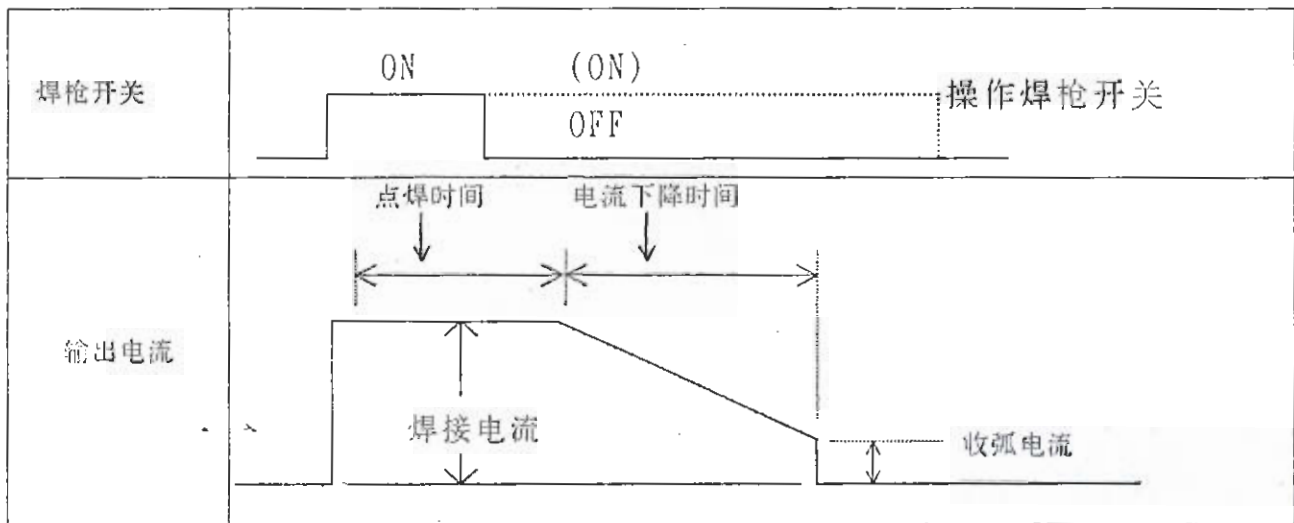 ON
(ON)
焊枪开关
操作焊枪开关
OFF
点焊时间
电流下降时间
输出电流
焊接电流
收弧电流